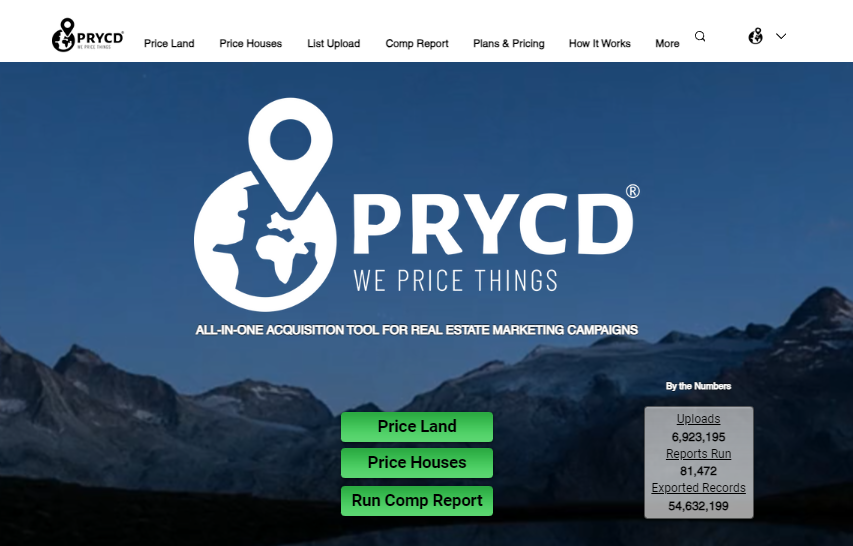 PRYCD®
WE PRICE THINGS
Price Land
Price Houses
List Upload
Comp Report
Plans & Pricing
How It Works
More
PRYCD®
WE PRICE THINGS
ALL-IN-ONE ACQUISITION TOOL FOR REAL ESTATE MARKETING CAMPAIGNS
Price Land
Price Houses
Run Comp Report
By the Numbers
Uploads
6,923,195
Reports Run
81,472
Exported Records
54,632,199